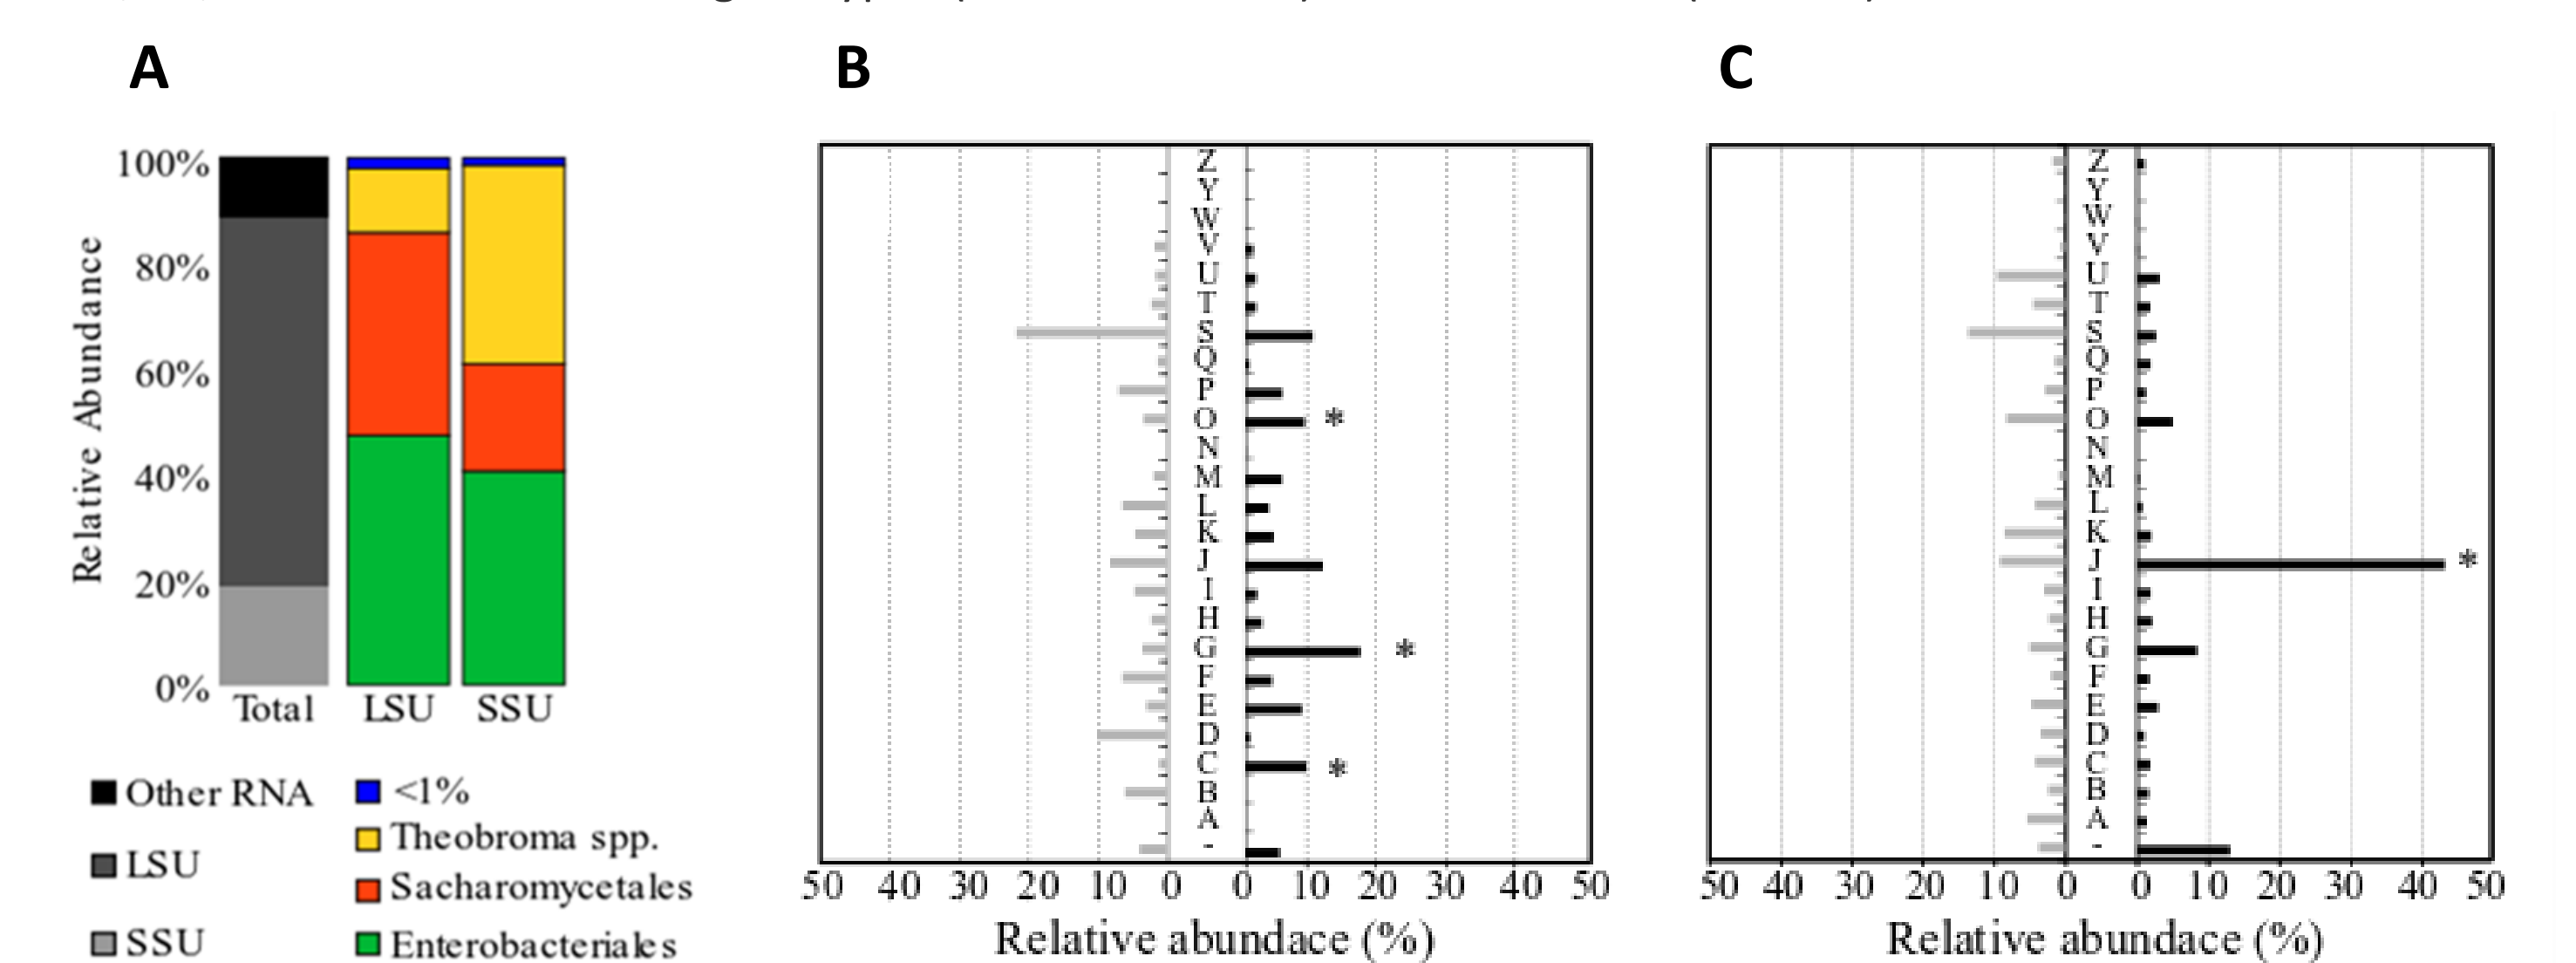 A
B
C
100%
80%
60%
40%
20%
0%
Relative Abundance
Total LSU SSU
Other RNA
LSU
SSU
<1%
Theobroma spp.
Sacharomycetales
Enterobacteriales
Z
Y
W
V
U
T
S
Q
P
O *
N
M
L
K
J
I
H
G *
F
E
D
C *
B
A
-
50 40 30 20 10 0 0 10 20 30 40 50
Relative abundace (%)
Z
Y
W
V
U
T
S
Q
P
O
N
M
L
K
J *
I
H
G
F
E
D
C
B
A
-
50 40 30 20 10 0 0 10 20 30 40 50
Relative abundace (%)